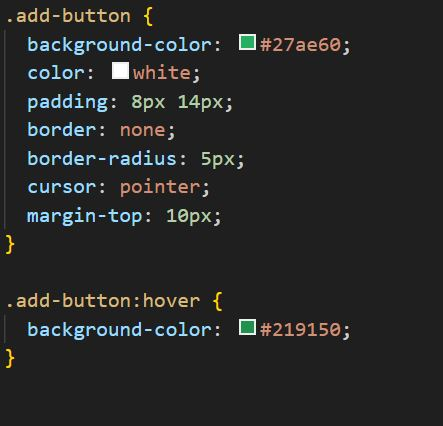 .add-button {
  background-color: #27ae60;
  color: white;
  padding: 8px 14px;
  border: none;
  border-radius: 5px;
  cursor: pointer;
  margin-top: 10px;
}

.add-button:hover {
  background-color: #219150;
}